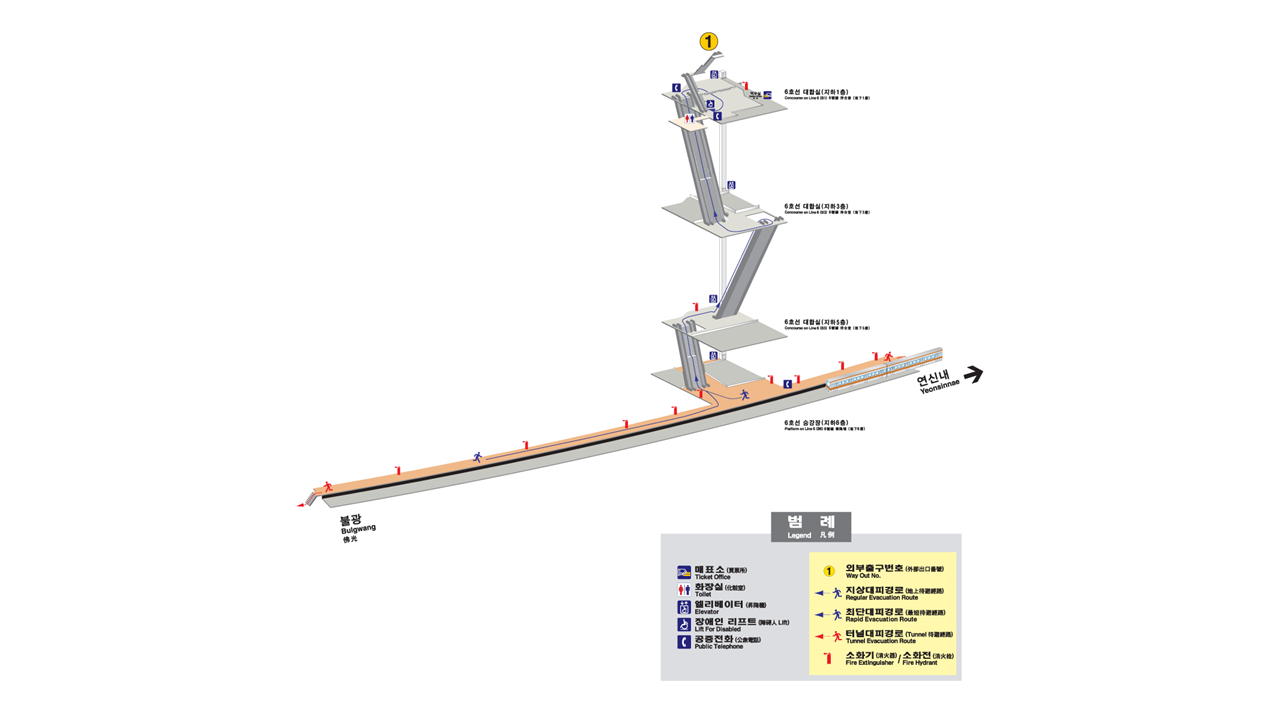 1
6호선 대합실(지하1층)
Concourse on Line 6 (B1)
6호선 대합실(지하3층)
Concourse on Line 6 (B3)
6호선 대합실(지하5층)
Concourse on Line 6 (B5)
연신내
Yeonsinnae
6호선 승강장(지하6층)
Platform on Line 6 (B6)
불광
Bulgwang
佛光
범 례
Legend 凡例
매표소(買票所)
Ticket Office
화장실(化粧室)
Toilet
엘리베이터(昇降機)
Elevator
장애인 리프트(障碍人 Lift)
Lift For Disabled
공중전화(公衆電話)
Public Telephone
1 외부출구번호(外部出口番號)
Way Out No.
지상대피경로(地上待避經路)
Regular Evacuation Route
최단대피경로(最短待避經路)
Rapid Evacuation Route
터널대피경로(Tunnel 待避經路)
Tunnel Evacuation Route
소화기(消火器) / 소화전(消火栓)
Fire Extinguisher / Fire Hydrant